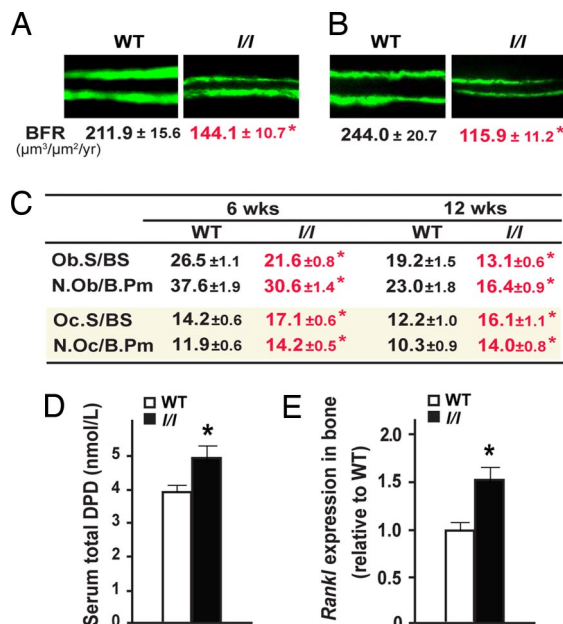 A
B
WT
I/I
WT
I/I
BFR 211.9 ± 15.6 144.1 ± 10.7 * 244.0 ± 20.7 115.9 ± 11.2 *
(µm³/µm²/yr)
C
6 wks 12 wks
WT I/I WT I/I
Ob.S/BS 26.5 ±1.1 21.6±0.8 * 19.2±1.5 13.1±0.6 *
N.Ob/B.Pm 37.6±1.9 30.6±1.4 * 23.0±1.8 16.4±0.9 *
Oc.S/BS 14.2±0.6 17.1±0.6 * 12.2±1.0 16.1±1.1 *
N.Oc/B.Pm 11.9±0.6 14.2±0.5 * 10.3±0.9 14.0±0.8 *
D
WT
I/I
*
Serum total DPD (nmol/L)
5
4
3
2
1
0
E
WT
I/I
*
Rankl expression in bone
(relative to WT)
2.0
1.5
1.0
0.5
0